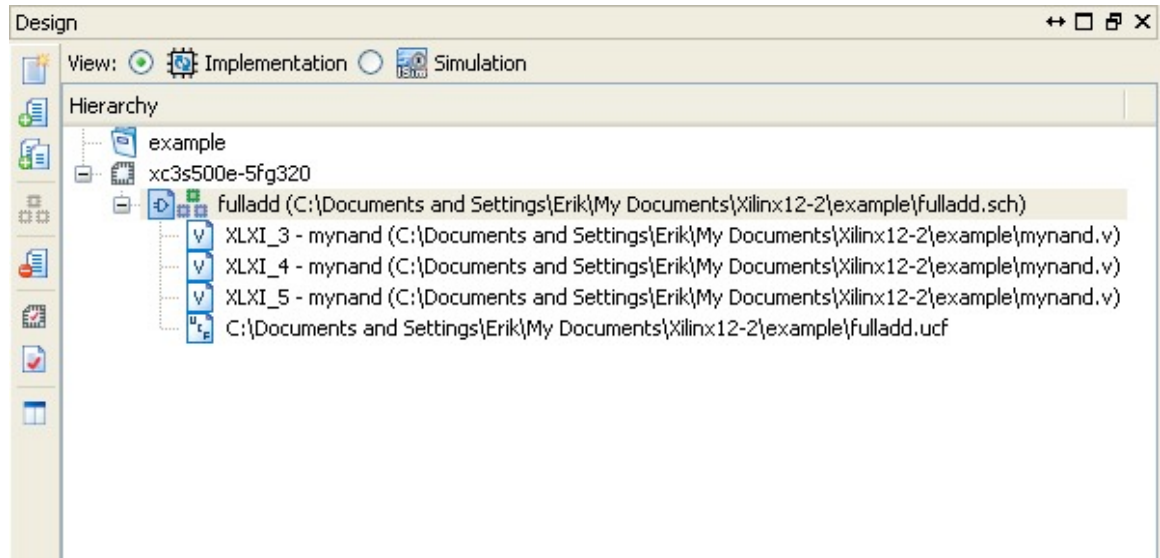 Design
View: Implementation Simulation
Hierarchy
example
xc3s500e-5fg320
fulladd (C:\Documents and Settings\Erik\My Documents\Xilinx12-2\example\fulladd.sch)
V XLXI_3 - mynand (C:\Documents and Settings\Erik\My Documents\Xilinx12-2\example\mynand.v)
V XLXI_4 - mynand (C:\Documents and Settings\Erik\My Documents\Xilinx12-2\example\mynand.v)
V XLXI_5 - mynand (C:\Documents and Settings\Erik\My Documents\Xilinx12-2\example\mynand.v)
UCF C:\Documents and Settings\Erik\My Documents\Xilinx12-2\example\fulladd.ucf